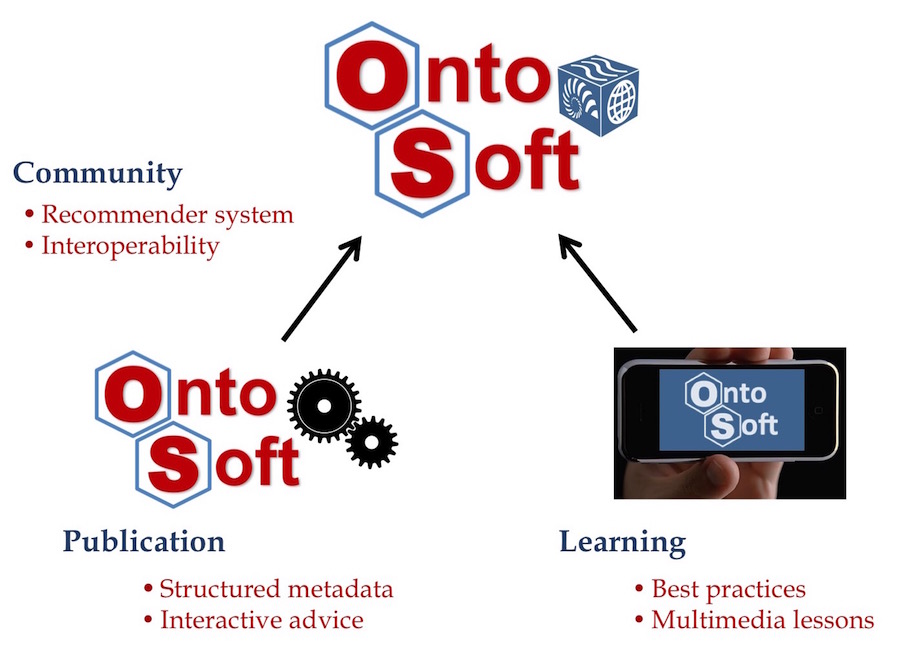 Onto
Soft
Community
• Recommender system
• Interoperability
Onto
Soft
Publication
• Structured metadata
• Interactive advice
Onto
Soft
Learning
• Best practices
• Multimedia lessons